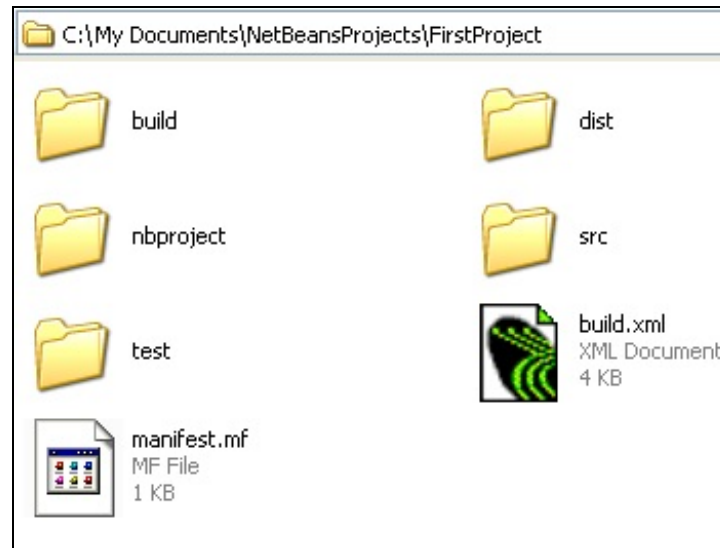 C:\My Documents\NetBeansProjects\FirstProject
build
dist
nbproject
src
test
build.xml
XML Document
4 KB
manifest.mf
MF File
1 KB